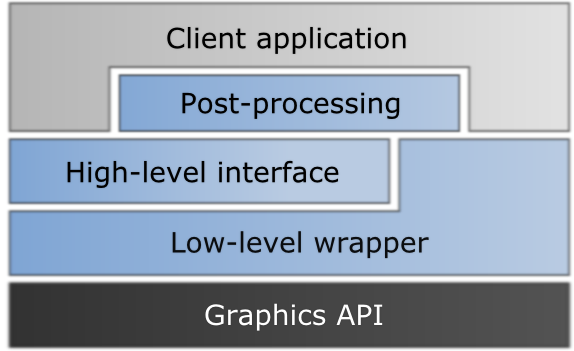 Client application
Post-processing
High-level interface
Low-level wrapper
Graphics API